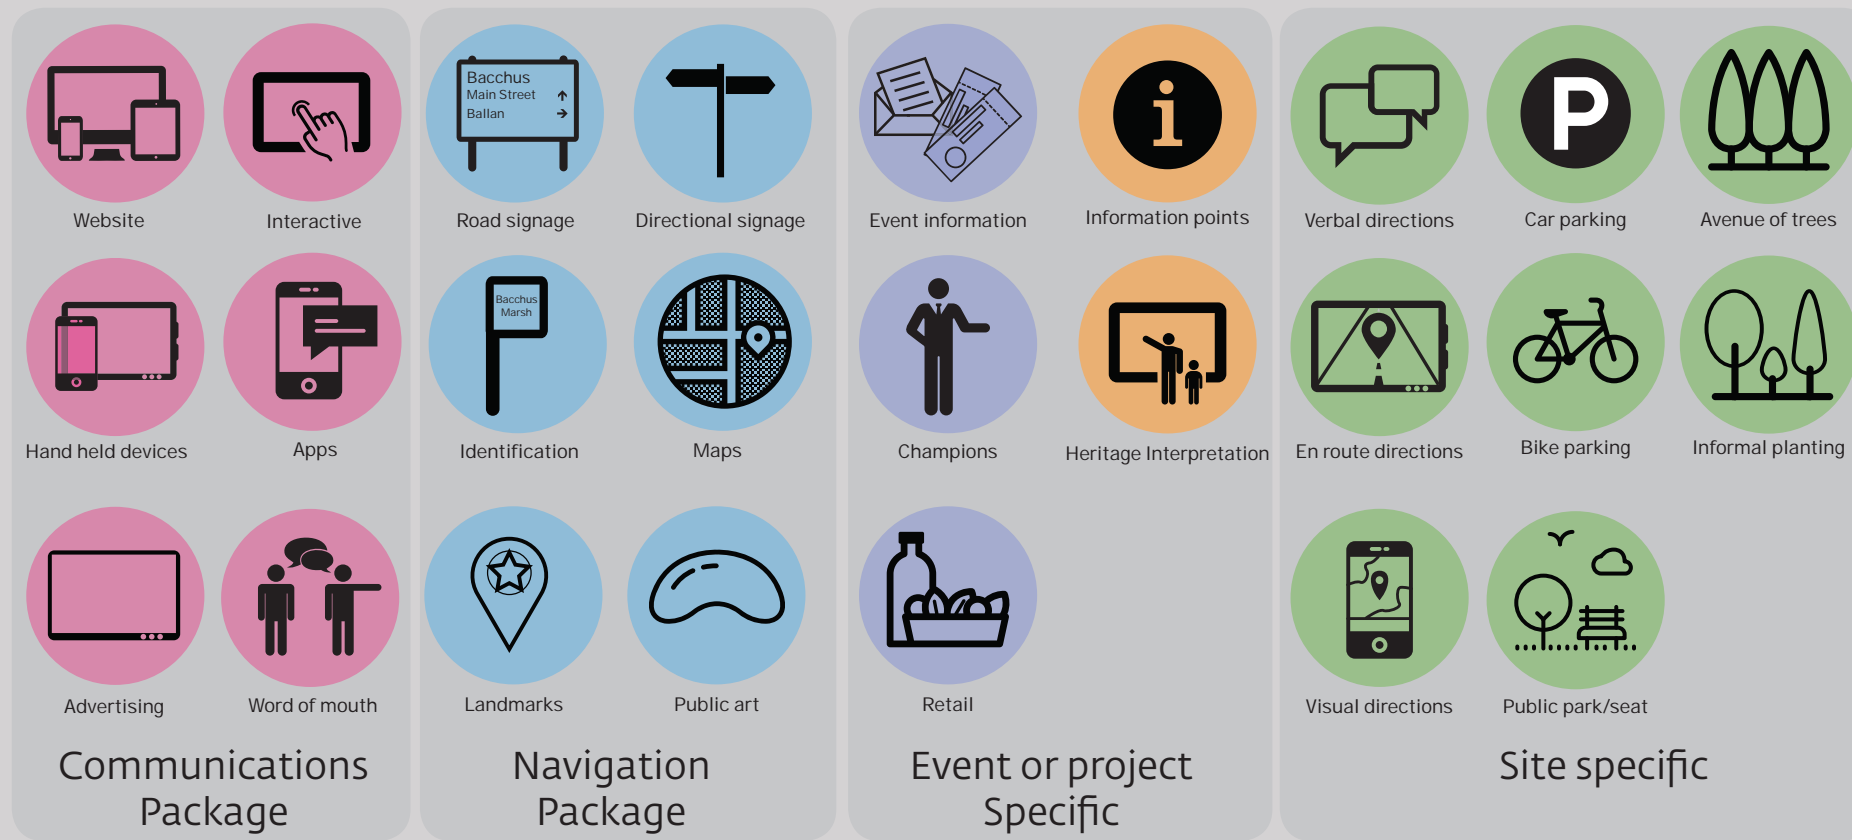 Bacchus
Main Street
Ballan
i
P
Website
Interactive
Road signage
Directional signage
Event information
Information points
Verbal directions
Car parking
Avenue of trees
Bacchus
Marsh
Hand held devices
Apps
Identification
Maps
Champions
Heritage Interpretation
En route directions
Bike parking
Informal planting
Advertising
Word of mouth
Landmarks
Public art
Retail
Visual directions
Public park/seat
Communications
Package
Navigation
Package
Event or project
Specific
Site specific